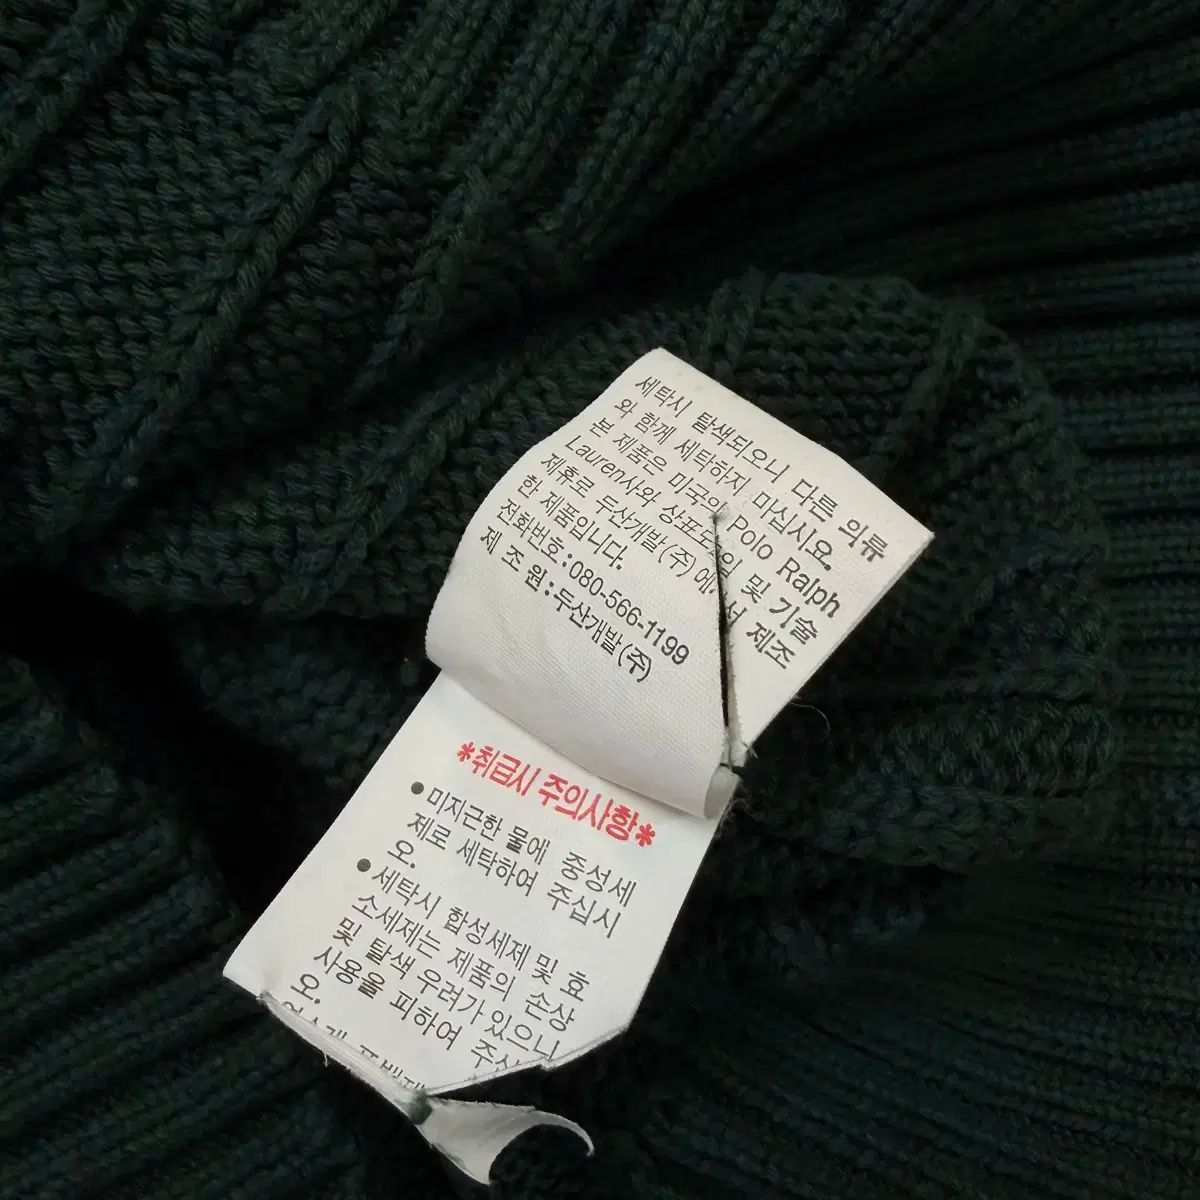 세탁시 탈색되오니 다른 의류
와 함께 세탁하지 마십시요.
본 제품은 미국의 Polo Ralph
Lauren사와 상표도입 및 기술
제휴로 두산개발(주)에서 제조
한 제품입니다.
전화번호:080-566-1199
제 조 원:두산개발(주)
*취급시 주의사항*
●미지근한 물에 중성세
제로 세탁하여 주십시
오.
●세탁시 합성세제 및 효
소세제는 제품의 손상
및 탈색 우려가 있으니
사용을 피하여 주십
오.